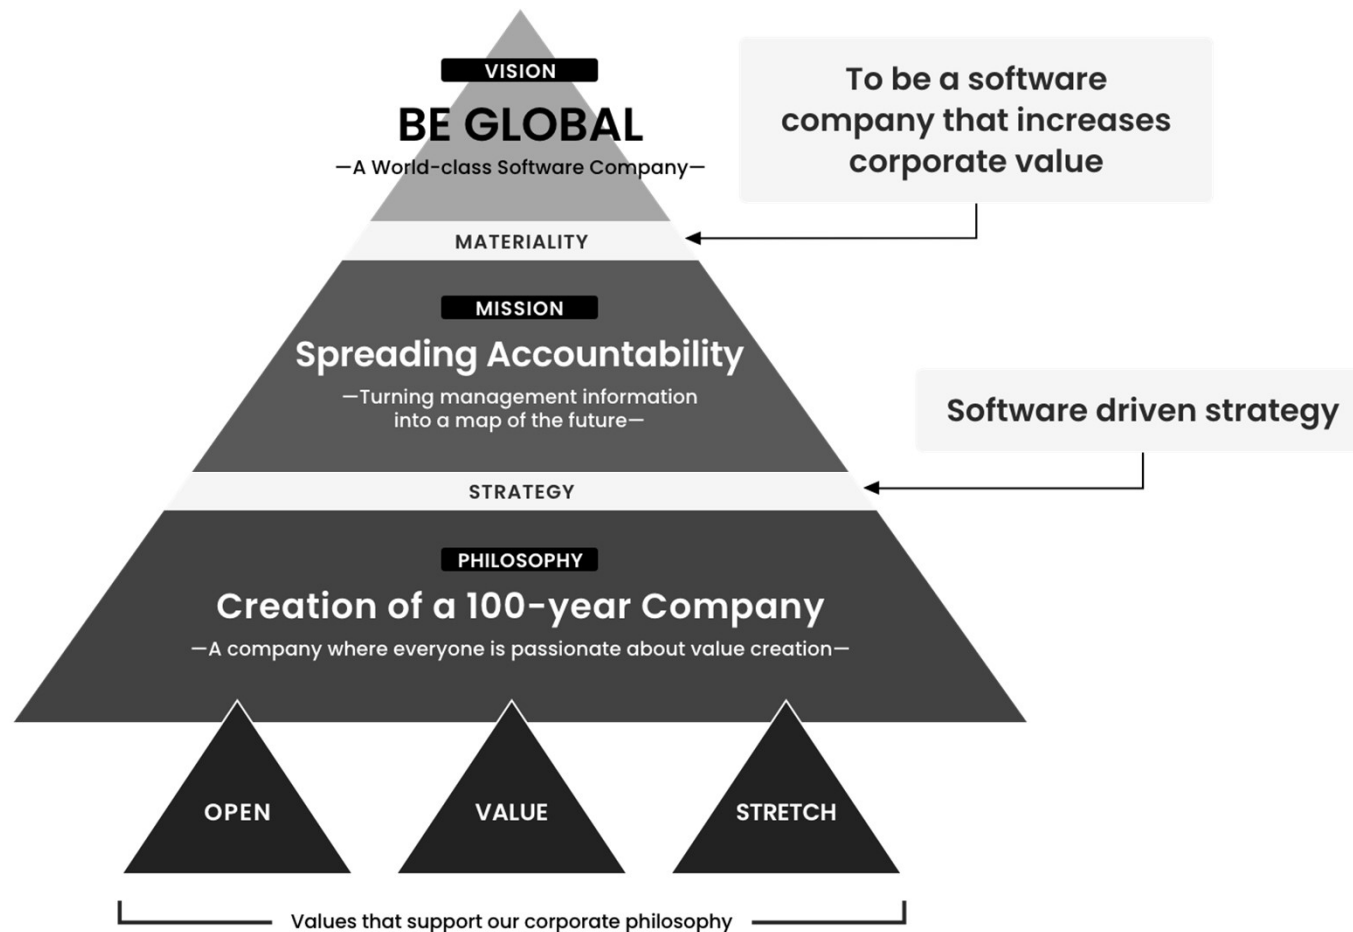 VISION
BE GLOBAL
—A World-class Software Company—
To be a software
company that increases
corporate value
MATERIALITY
MISSION
Spreading Accountability
—Turning management information
into a map of the future—
Software driven strategy
STRATEGY
PHILOSOPHY
Creation of a 100-year Company
—A company where everyone is passionate about value creation—
OPEN
VALUE
STRETCH
Values that support our corporate philosophy